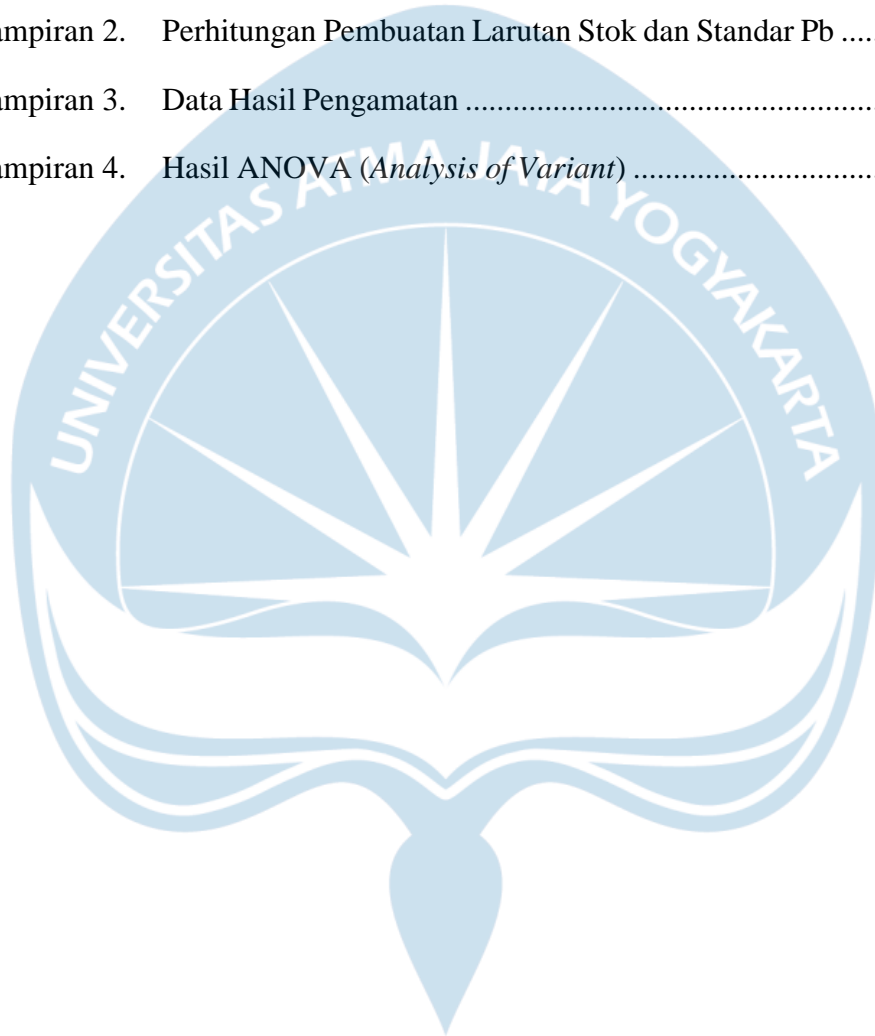 ampiran 2. Perhitungan Pembuatan Larutan Stok dan Standar Pb .....
ampiran 3. Data Hasil Pengamatan ..........................................................
ampiran 4. Hasil ANOVA (Analysis of Variant) ..................................
UNIVERSITAS ATMA JAYA YOGYAKARTA